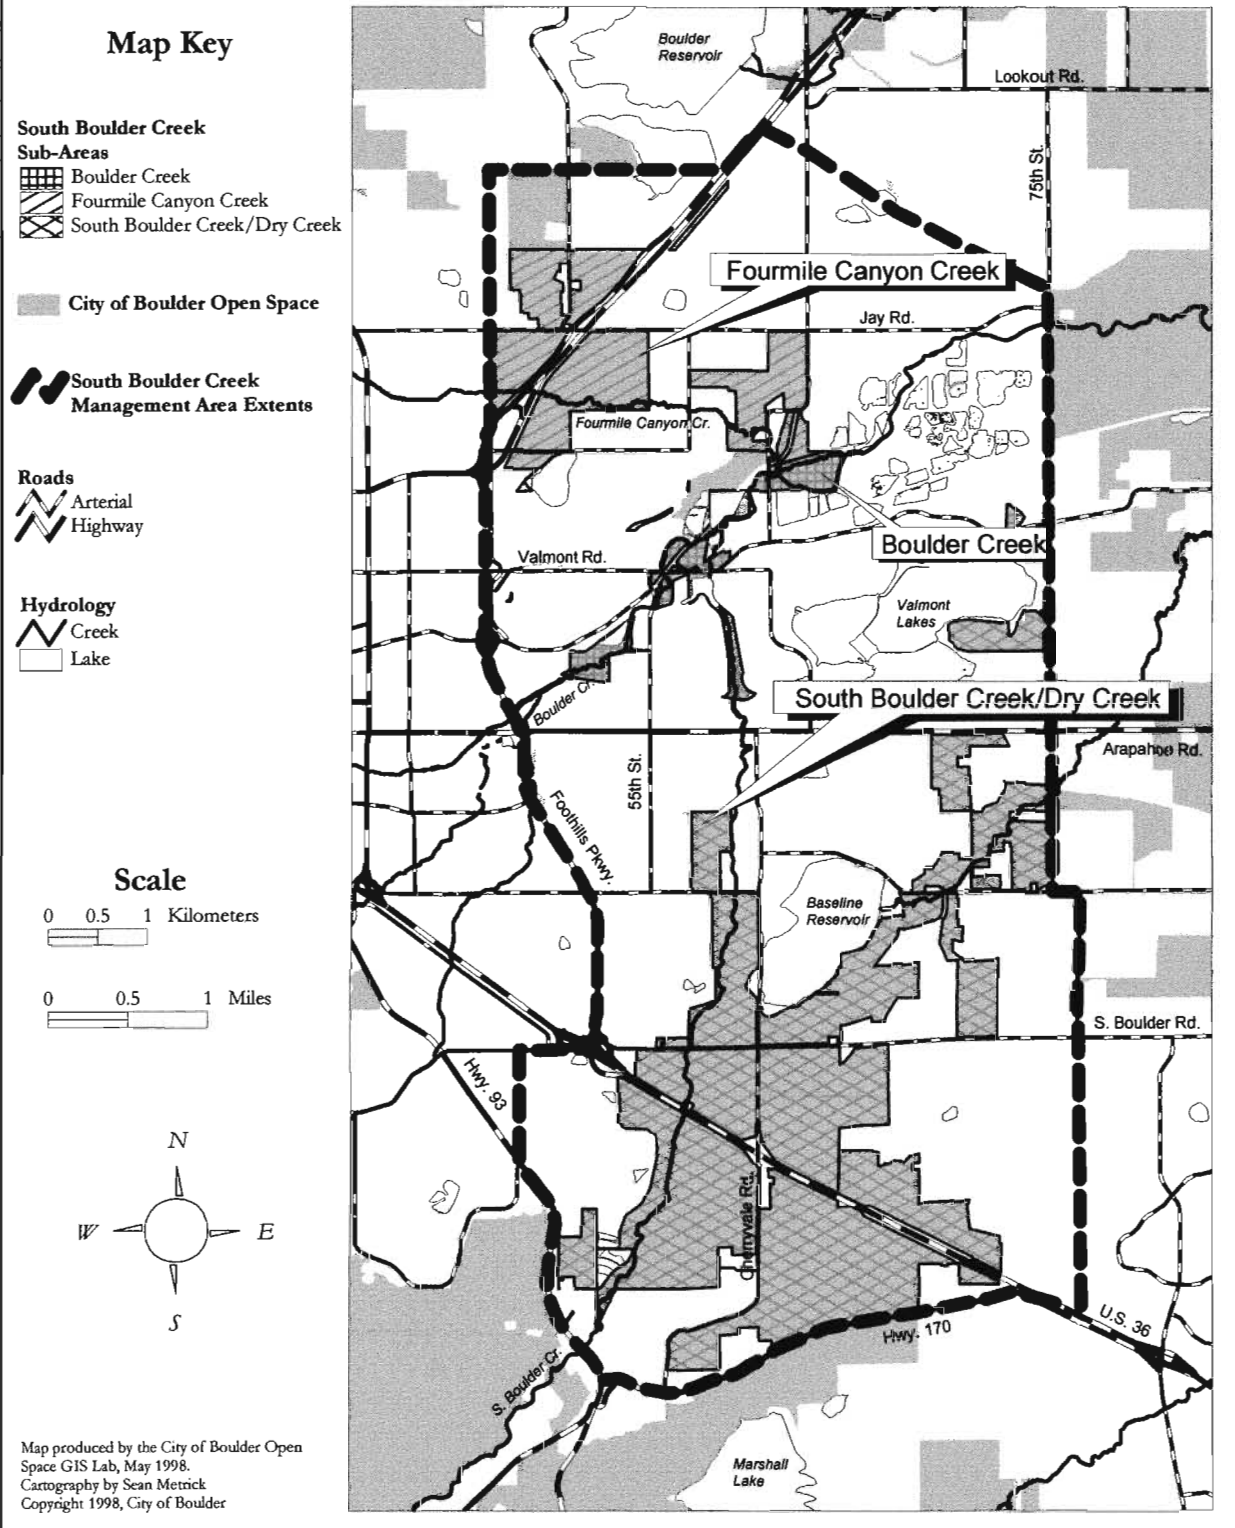 Map Key
South Boulder Creek
Sub-Areas
Boulder Creek
Fourmile Canyon Creek
South Boulder Creek/Dry Creek
City of Boulder Open Space
South Boulder Creek
Management Area Extents
Roads
Arterial
Highway
Hydrology
Creek
Lake
Scale
0 0.5 1 Kilometers
0 0.5 1 Miles
N
W E
S
Map produced by the City of Boulder Open
Space GIS Lab, May 1998.
Cartography by Sean Metrick
Copyright 1998, City of Boulder
Boulder
Reservoir
Lookout Rd.
75th St.
Fourmile Canyon Creek
Jay Rd.
Fourmile Canyon Cr.
Boulder Creek
Valmont Rd.
Valmont
Lakes
Boulder Cr.
South Boulder Creek/Dry Creek
Arapahoe Rd.
55th St.
Foothills Pkwy.
Baseline
Reservoir
S. Boulder Rd.
Hwy. 93
Cherryvale Rd.
Hwy. 170
U.S. 36
S. Boulder Cr.
Marshall
Lake